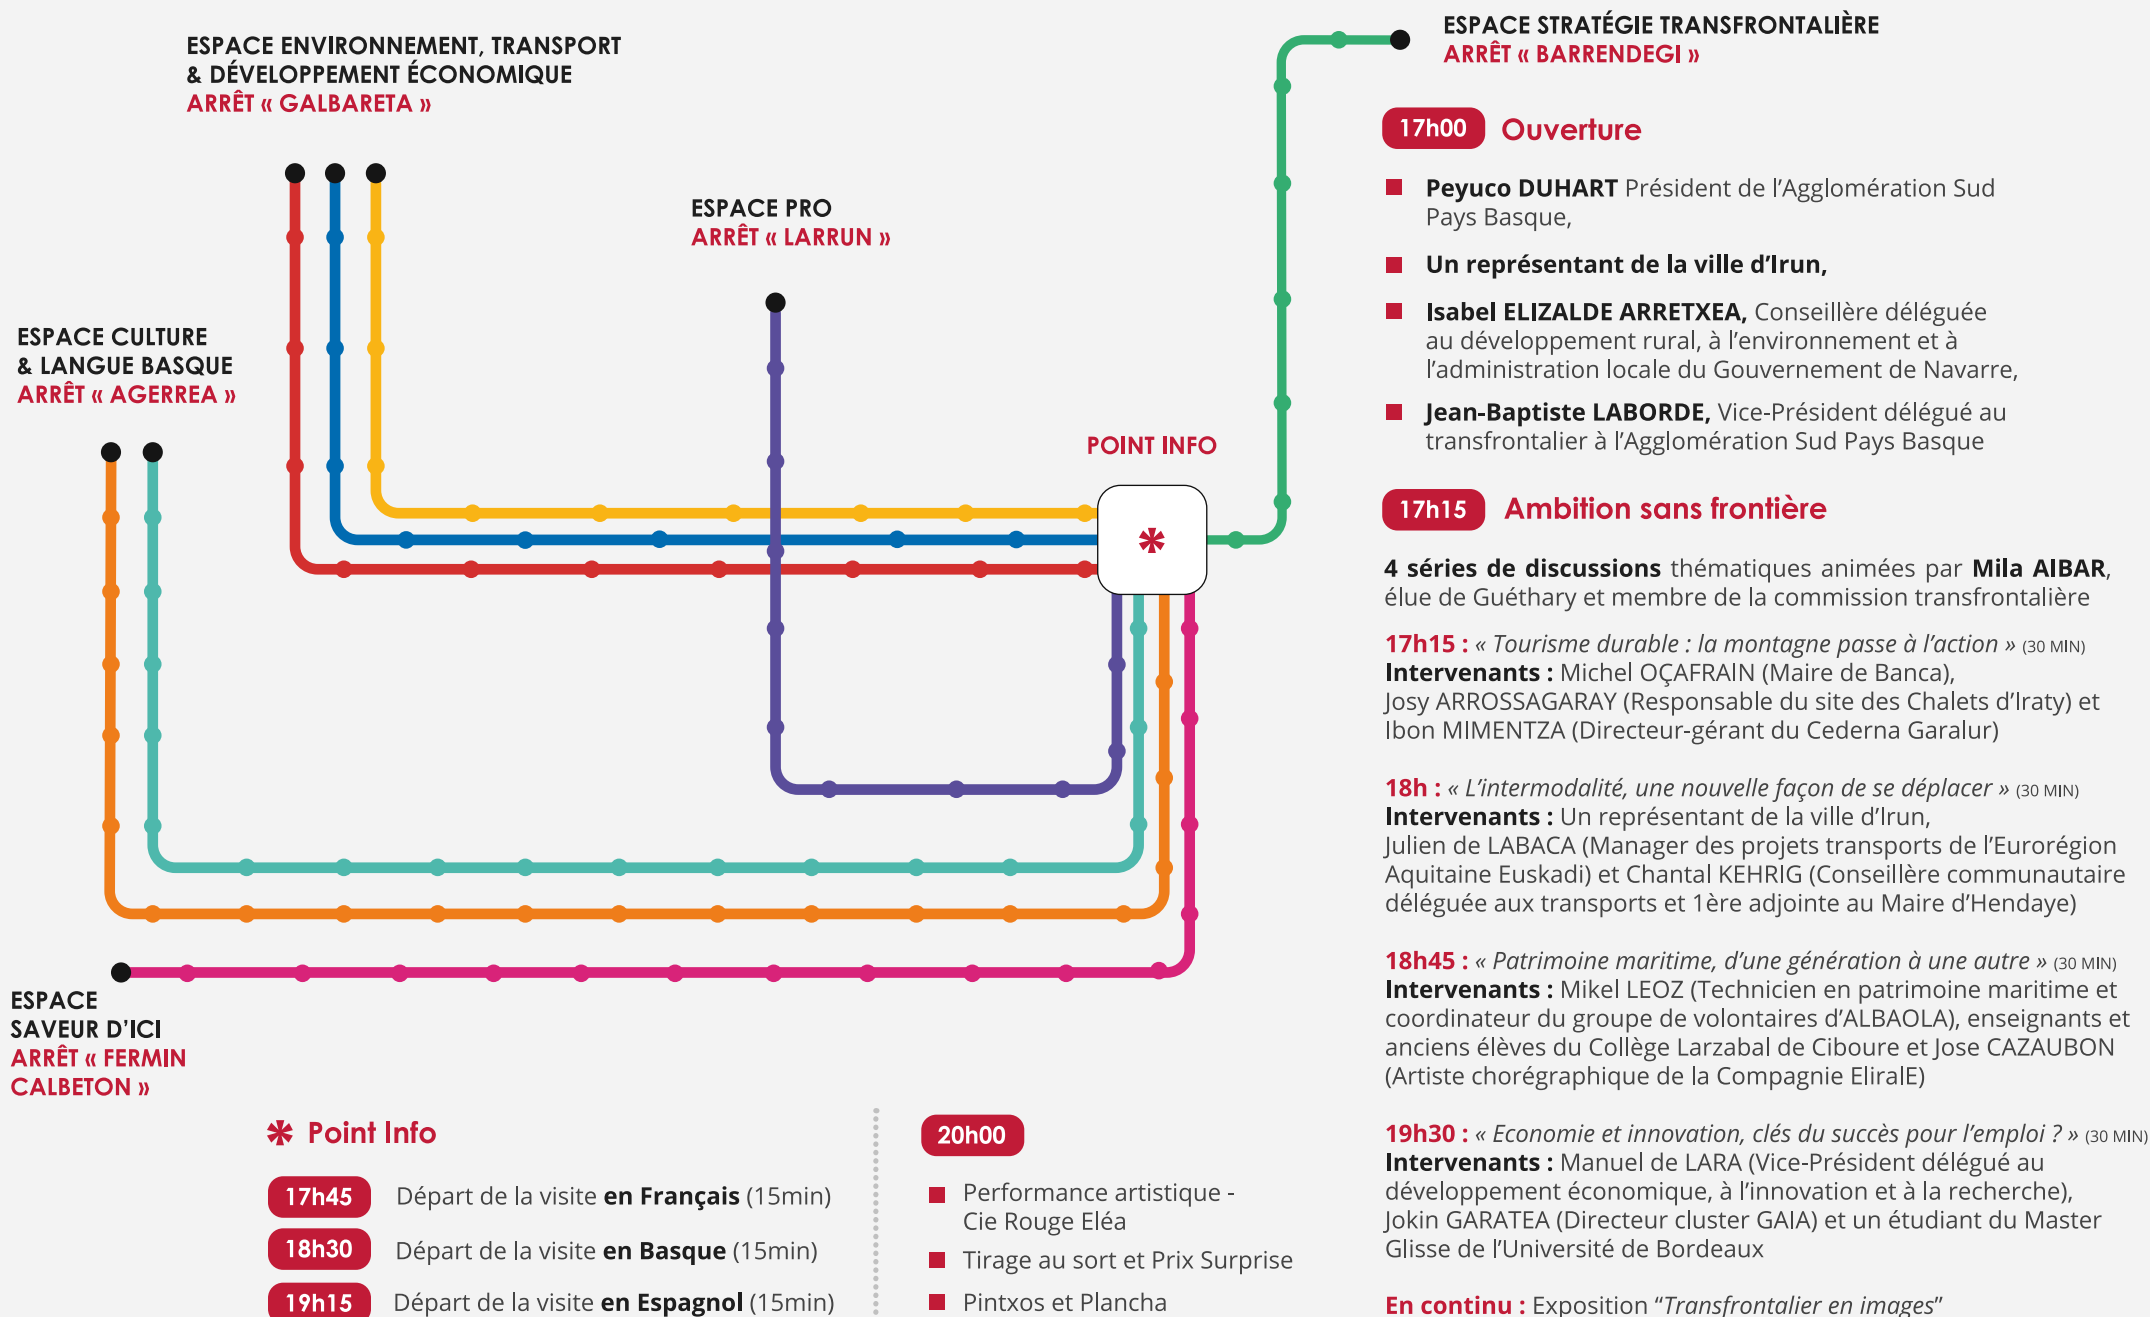 ESPACE ENVIRONNEMENT, TRANSPORT
& DÉVELOPPEMENT ÉCONOMIQUE
ARRÊT « GALBARETA »
ESPACE PRO
ARRÊT « LARRUN »
ESPACE CULTURE
& LANGUE BASQUE
ARRÊT « AGERREA »
POINT INFO
*
ESPACE
SAVEUR D'ICI
ARRÊT « FERMIN
CALBETON »
* Point Info
17h45 Départ de la visite en Français (15min)
18h30 Départ de la visite en Basque (15min)
19h15 Départ de la visite en Espagnol (15min)
20h00
Performance artistique -
Cie Rouge Eléa
Tirage au sort et Prix Surprise
Pintxos et Plancha
ESPACE STRATÉGIE TRANSFRONTALIÈRE
ARRÊT « BARRENDEGI »
17h00 Ouverture
Peyuco DUHART Président de l'Agglomération Sud
Pays Basque,
Un représentant de la ville d'Irun,
Isabel ELIZALDE ARRETXEA, Conseillère déléguée
au développement rural, à l'environnement et à
l'administration locale du Gouvernement de Navarre,
Jean-Baptiste LABORDE, Vice-Président délégué au
transfrontalier à l'Agglomération Sud Pays Basque
17h15 Ambition sans frontière
4 séries de discussions thématiques animées par Mila AIBAR,
élue de Guéthary et membre de la commission transfrontalière
17h15 : « Tourisme durable : la montagne passe à l'action » (30 MIN)
Intervenants : Michel OÇAFRAIN (Maire de Banca),
Josy ARROSSAGARAY (Responsable du site des Chalets d'Iraty) et
Ibon MIMENTZA (Directeur-gérant du Cederna Garalur)
18h : « L'intermodalité, une nouvelle façon de se déplacer » (30 MIN)
Intervenants : Un représentant de la ville d'Irun,
Julien de LABACA (Manager des projets transports de l'Eurorégion
Aquitaine Euskadi) et Chantal KEHRIG (Conseillère communautaire
déléguée aux transports et 1ère adjointe au Maire d'Hendaye)
18h45 : « Patrimoine maritime, d'une génération à une autre » (30 MIN)
Intervenants : Mikel LEOZ (Technicien en patrimoine maritime et
coordinateur du groupe de volontaires d'ALBAOLA), enseignants et
anciens élèves du Collège Larzabal de Ciboure et Jose CAZAUBON
(Artiste chorégraphique de la Compagnie EliralE)
19h30 : « Economie et innovation, clés du succès pour l'emploi ? » (30 MIN)
Intervenants : Manuel de LARA (Vice-Président délégué au
développement économique, à l'innovation et à la recherche),
Jokin GARATEA (Directeur cluster GAIA) et un étudiant du Master
Glisse de l'Université de Bordeaux
En continu : Exposition "Transfrontalier en images"